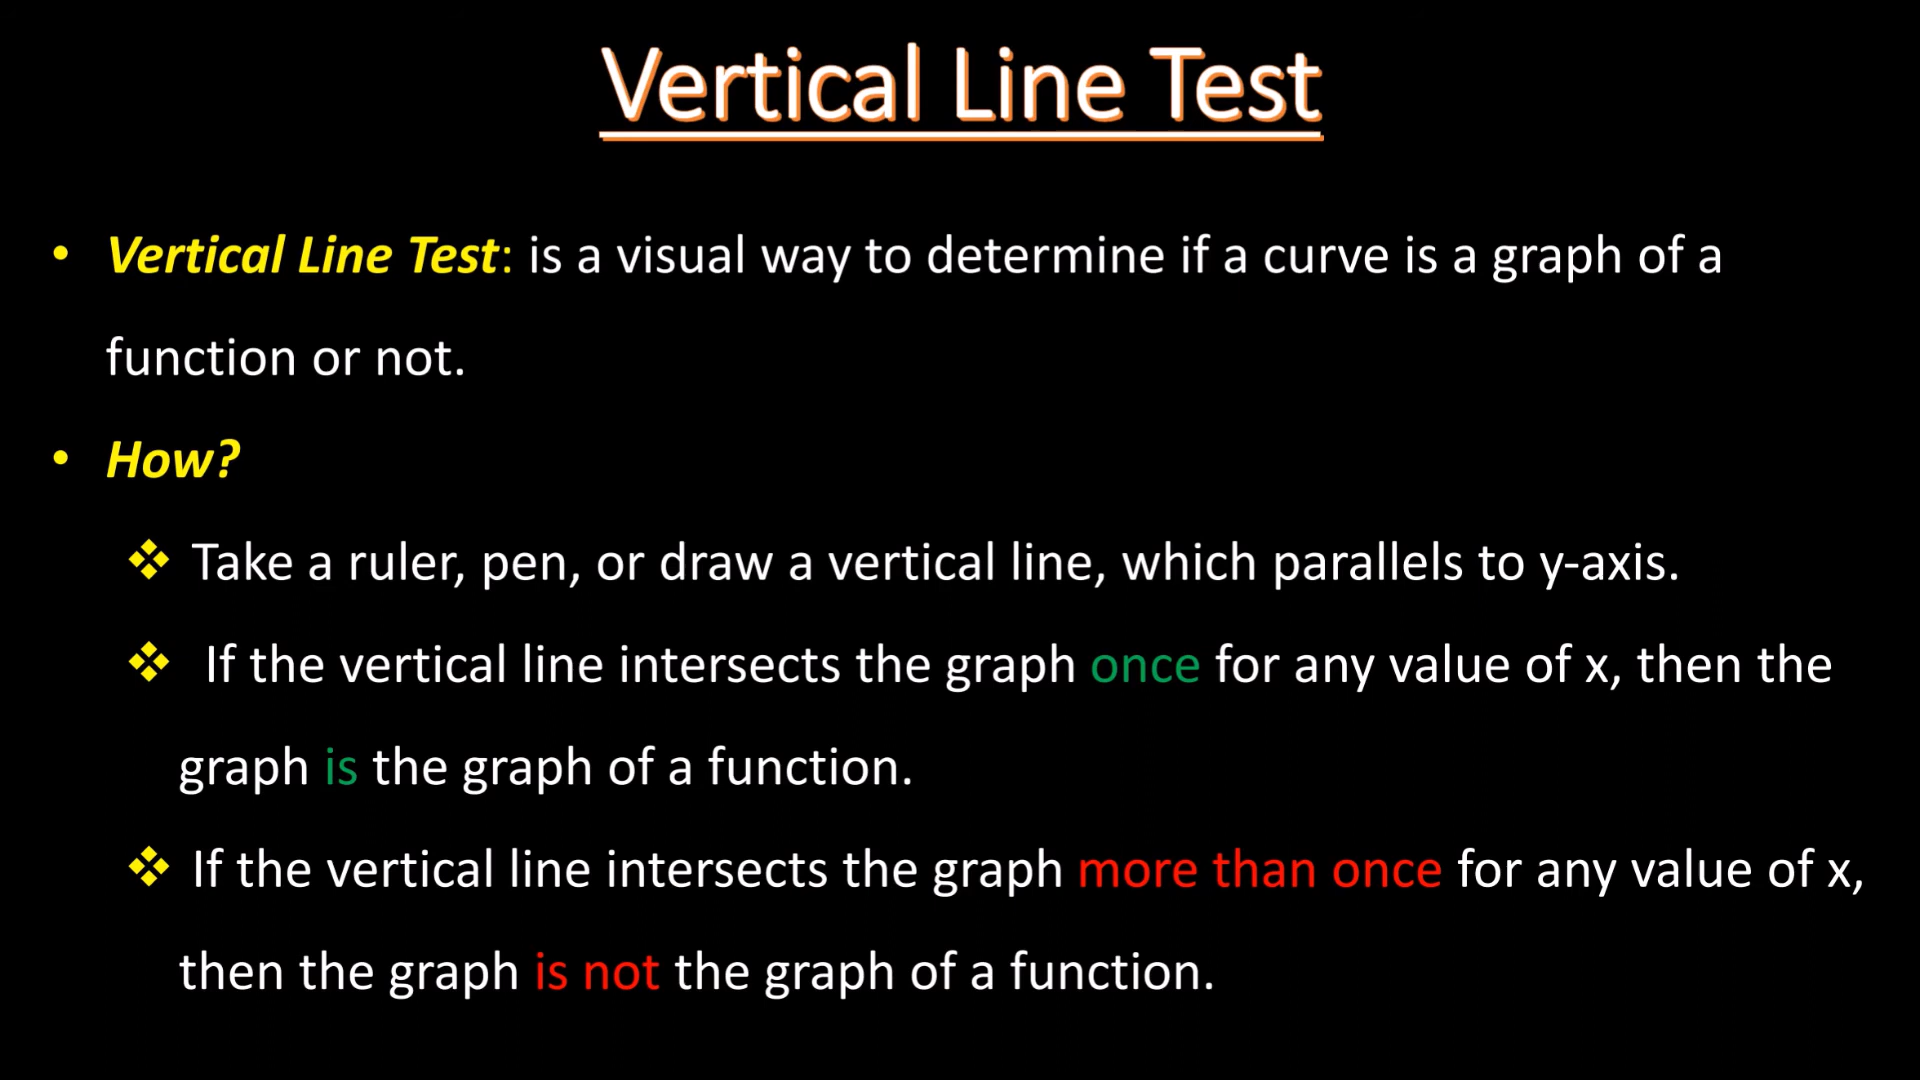 Vertical Line Test
• Vertical Line Test: is a visual way to determine if a curve is a graph of a
function or not.
• How?
❖ Take a ruler, pen, or draw a vertical line, which parallels to y-axis.
❖ If the vertical line intersects the graph once for any value of x, then the
graph is the graph of a function.
❖ If the vertical line intersects the graph more than once for any value of x,
then the graph is not the graph of a function.